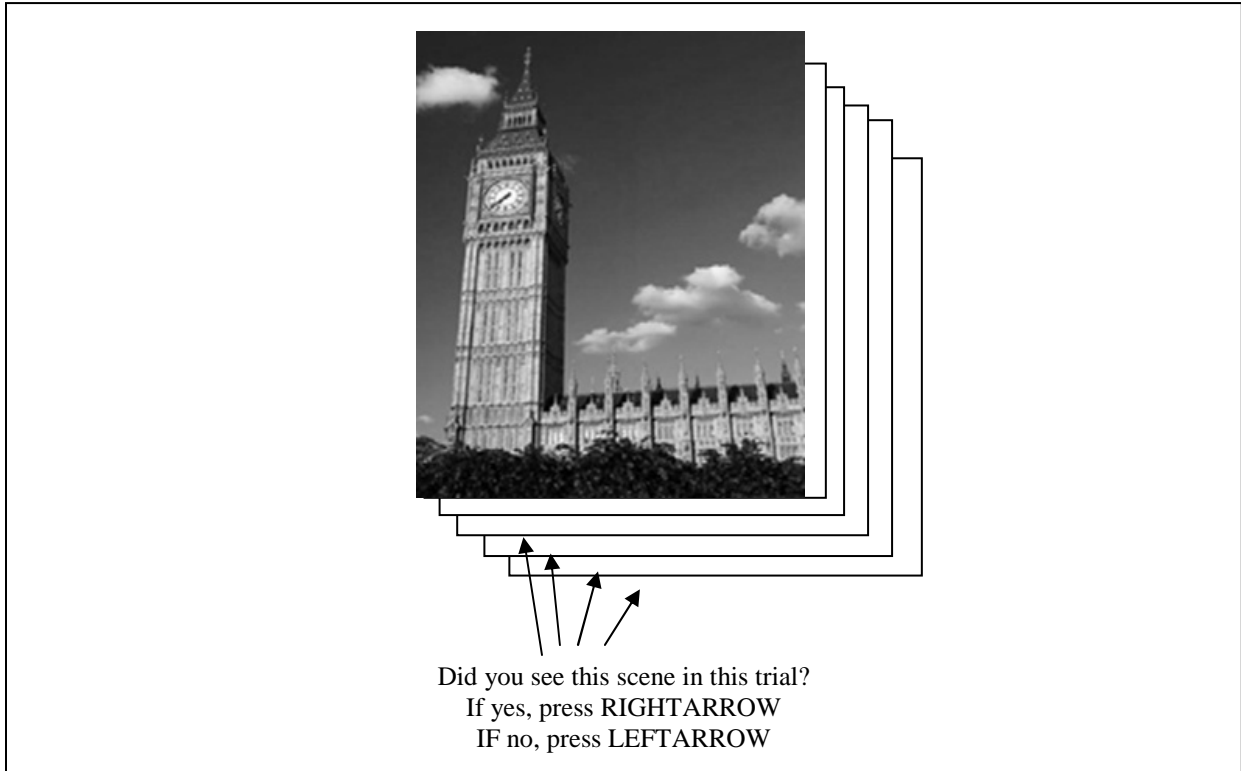 Did you see this scene in this trial?
If yes, press RIGHTARROW
IF no, press LEFTARROW